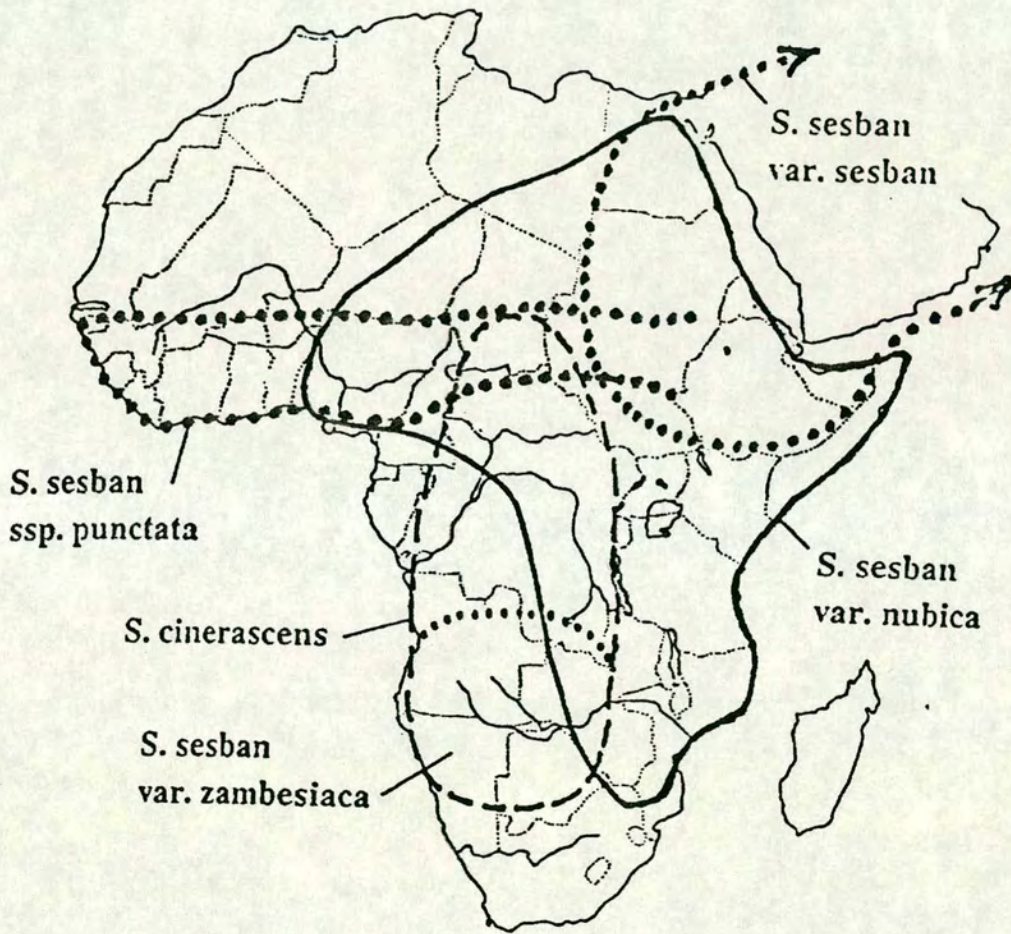 S. sesban
var. sesban
S. sesban
ssp. punctata
S. sesban
var. nubica
S. cinerascens
S. sesban
var. zambesiaca